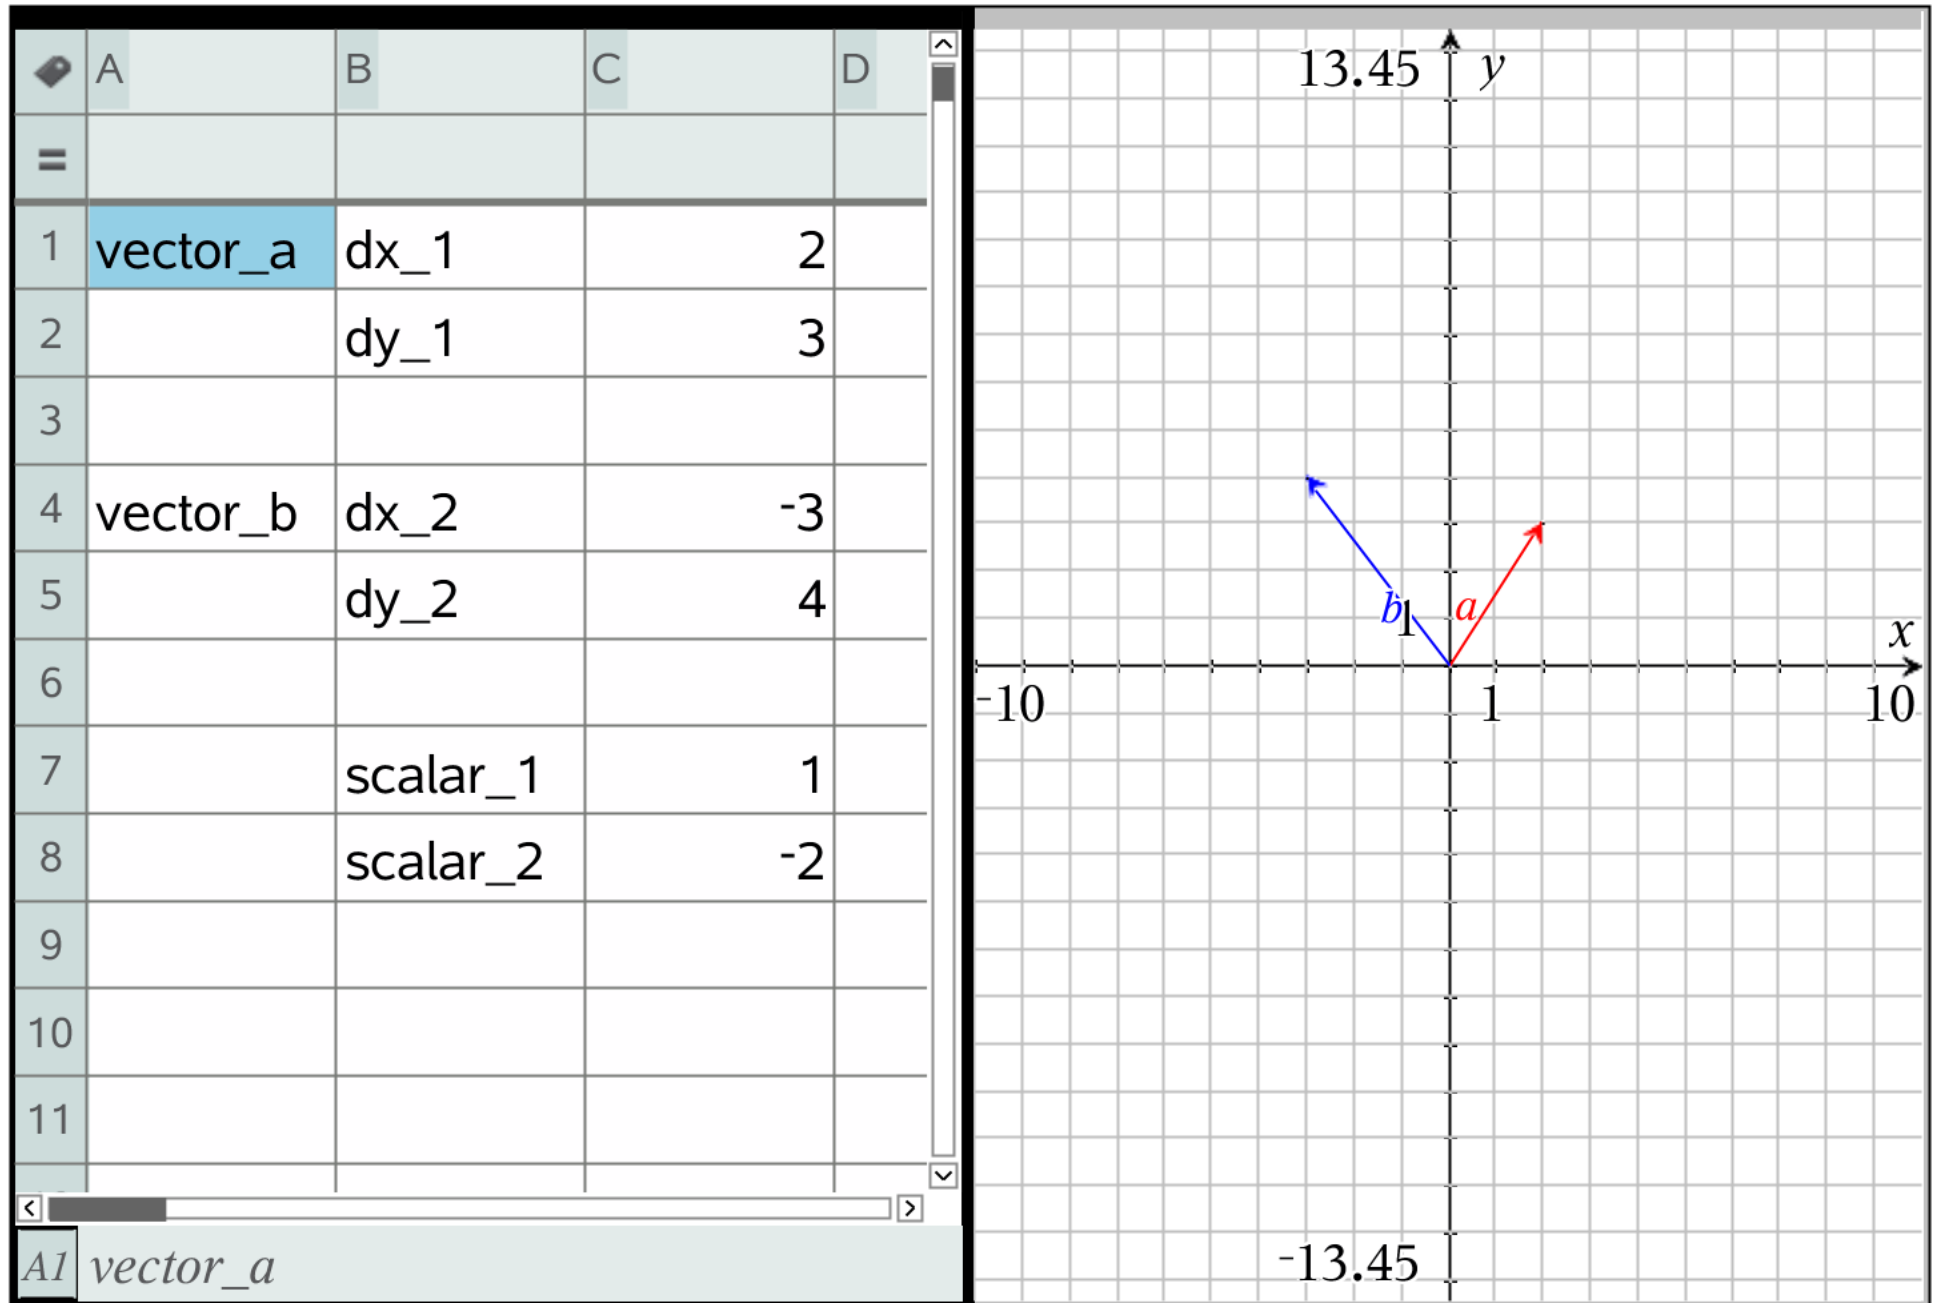 A B C D
=
1 vector_a dx_1 2
2 dy_1 3
3
4 vector_b dx_2 -3
5 dy_2 4
6
7 scalar_1 1
8 scalar_2 -2
9
10
11
A1 vector_a
13.45 y
b 1 a
x
-10 1 10
-13.45